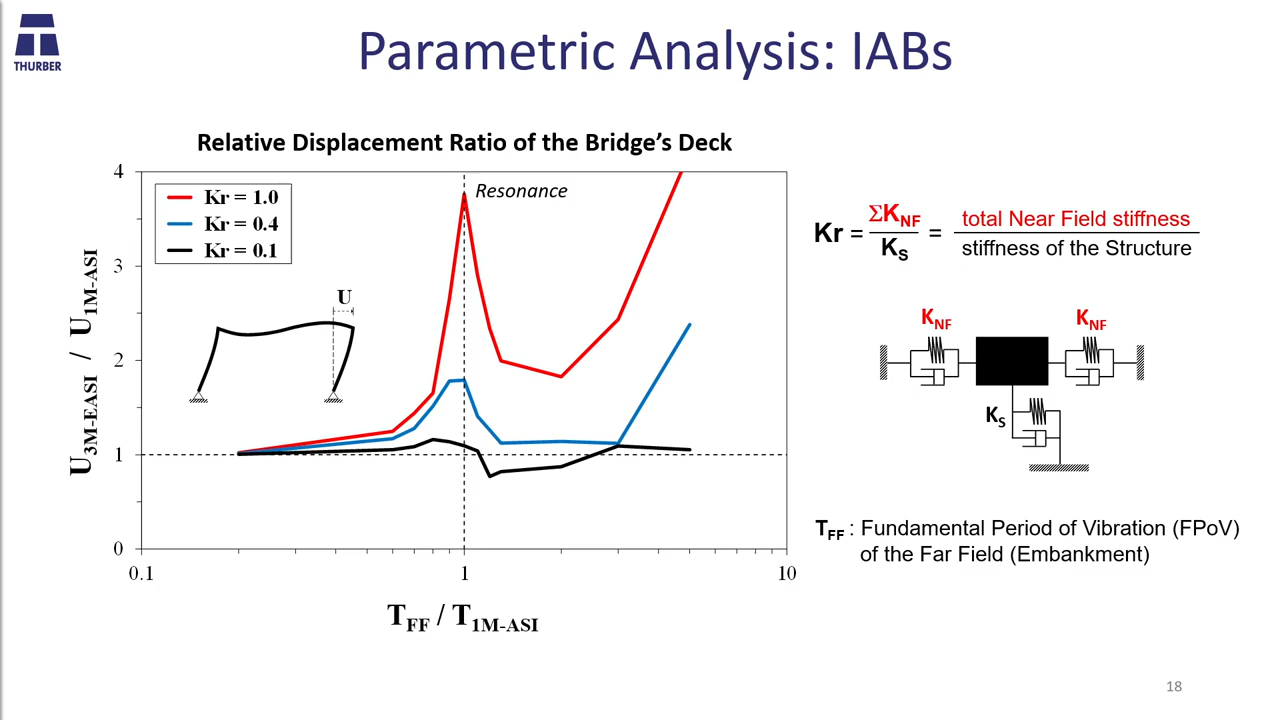 THURBER
Parametric Analysis: IABs
Relative Displacement Ratio of the Bridge's Deck
U3M-EASI / U1M-ASI
4
3
2
1
0
Kr = 1.0
Kr = 0.4
Kr = 0.1
Resonance
U
0.1
1
10
TFF / T1M-ASI
Kr = ΣKNF / KS = total Near Field stiffness / stiffness of the Structure
KNF
KNF
KS
TFF : Fundamental Period of Vibration (FPoV)
of the Far Field (Embankment)
18